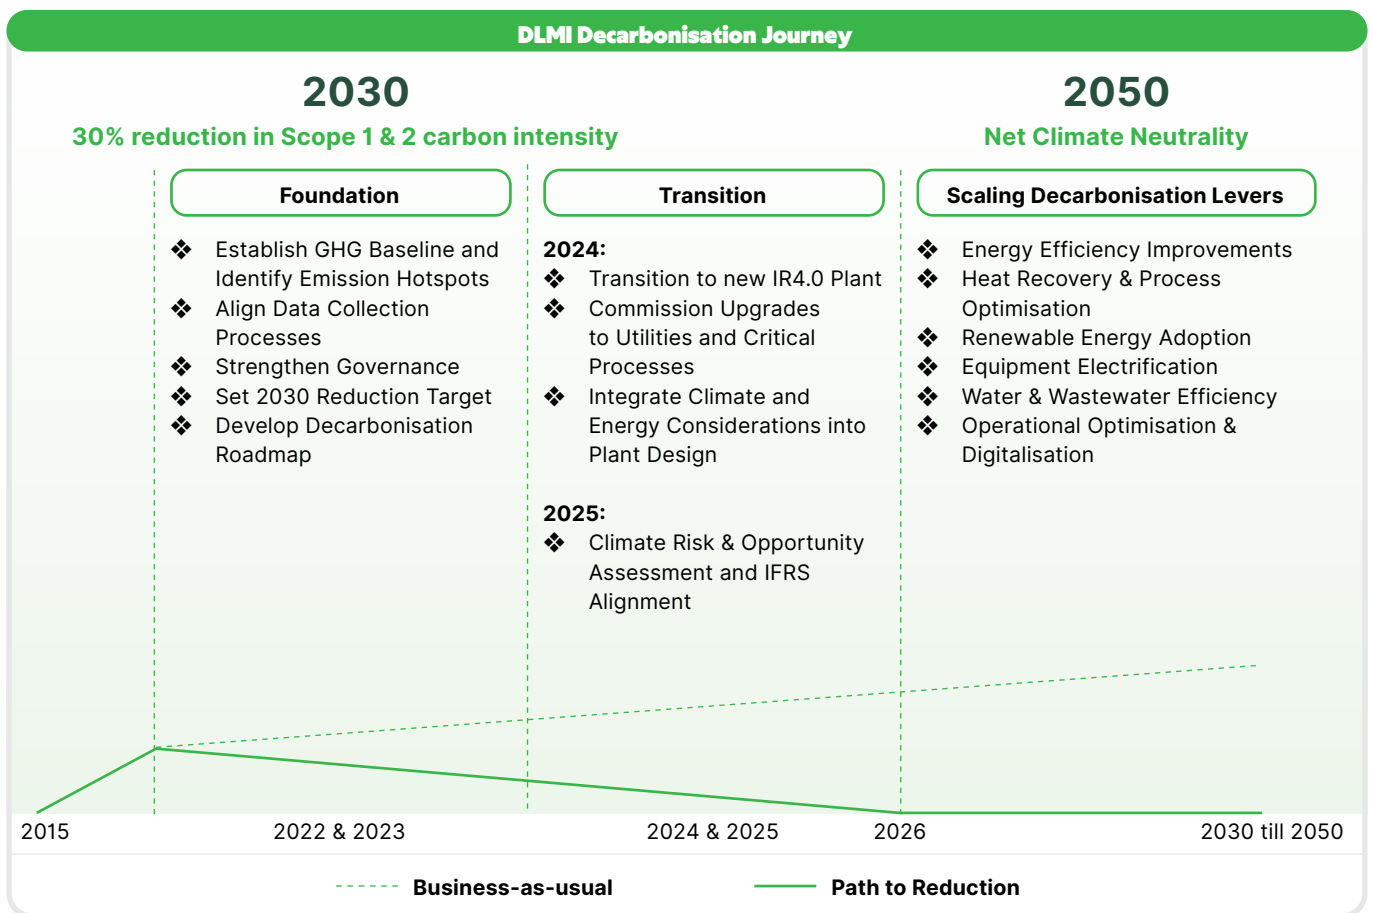 DLMI Decarbonisation Journey
2030
30% reduction in Scope 1 & 2 carbon intensity
2050
Net Climate Neutrality
Foundation
❖ Establish GHG Baseline and
Identify Emission Hotspots
❖ Align Data Collection
Processes
❖ Strengthen Governance
❖ Set 2030 Reduction Target
❖ Develop Decarbonisation
Roadmap
Transition
2024:
❖ Transition to new IR4.0 Plant
❖ Commission Upgrades
to Utilities and Critical
Processes
❖ Integrate Climate and
Energy Considerations into
Plant Design
2025:
❖ Climate Risk & Opportunity
Assessment and IFRS
Alignment
Scaling Decarbonisation Levers
❖ Energy Efficiency Improvements
❖ Heat Recovery & Process
Optimisation
❖ Renewable Energy Adoption
❖ Equipment Electrification
❖ Water & Wastewater Efficiency
❖ Operational Optimisation &
Digitalisation
2015
2022 & 2023
2024 & 2025
2026
2030 till 2050
Business-as-usual
Path to Reduction